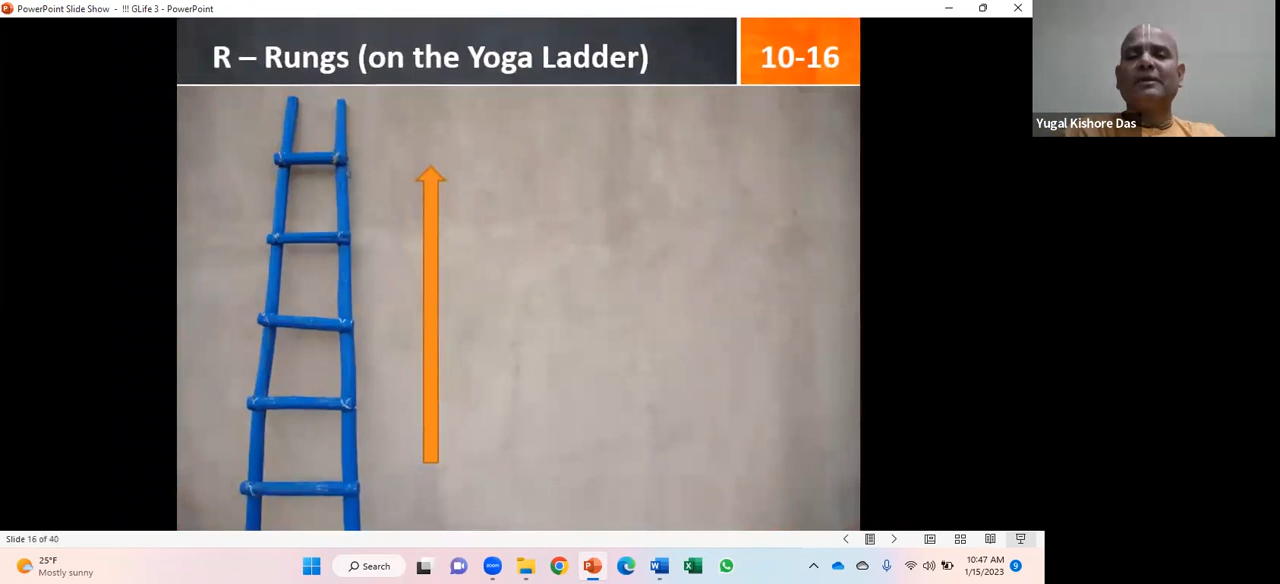 PowerPoint Slide Show - !!! GLife 3 - PowerPoint
R – Rungs (on the Yoga Ladder)
10-16
Yugal Kishore Das
Slide 16 of 40
25°F
Mostly sunny
Search
zoom
10:47 AM
1/15/2023
9